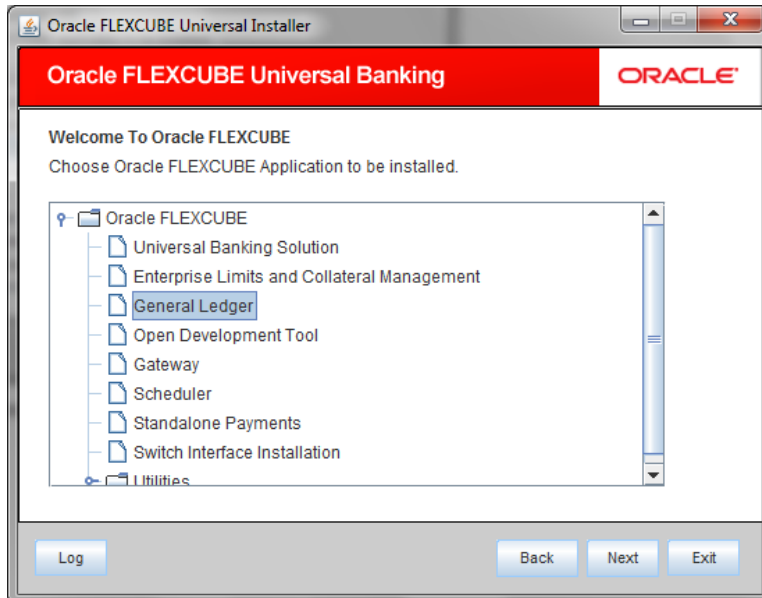 Oracle FLEXCUBE Universal Installer
Oracle FLEXCUBE Universal Banking
ORACLE
Welcome To Oracle FLEXCUBE
Choose Oracle FLEXCUBE Application to be installed.
Oracle FLEXCUBE
Universal Banking Solution
Enterprise Limits and Collateral Management
General Ledger
Open Development Tool
Gateway
Scheduler
Standalone Payments
Switch Interface Installation
Utilities
Log
Back
Next
Exit